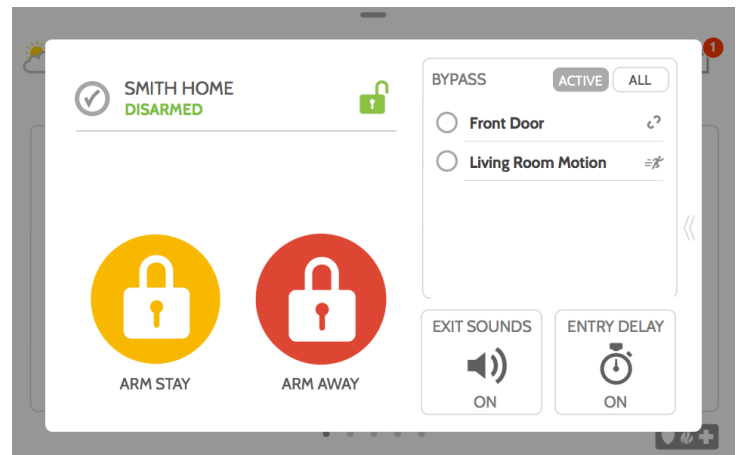 1
SMITH HOME
DISARMED
ARM STAY
ARM AWAY
BYPASS
ACTIVE
ALL
Front Door
Living Room Motion
EXIT SOUNDS
ON
ENTRY DELAY
ON